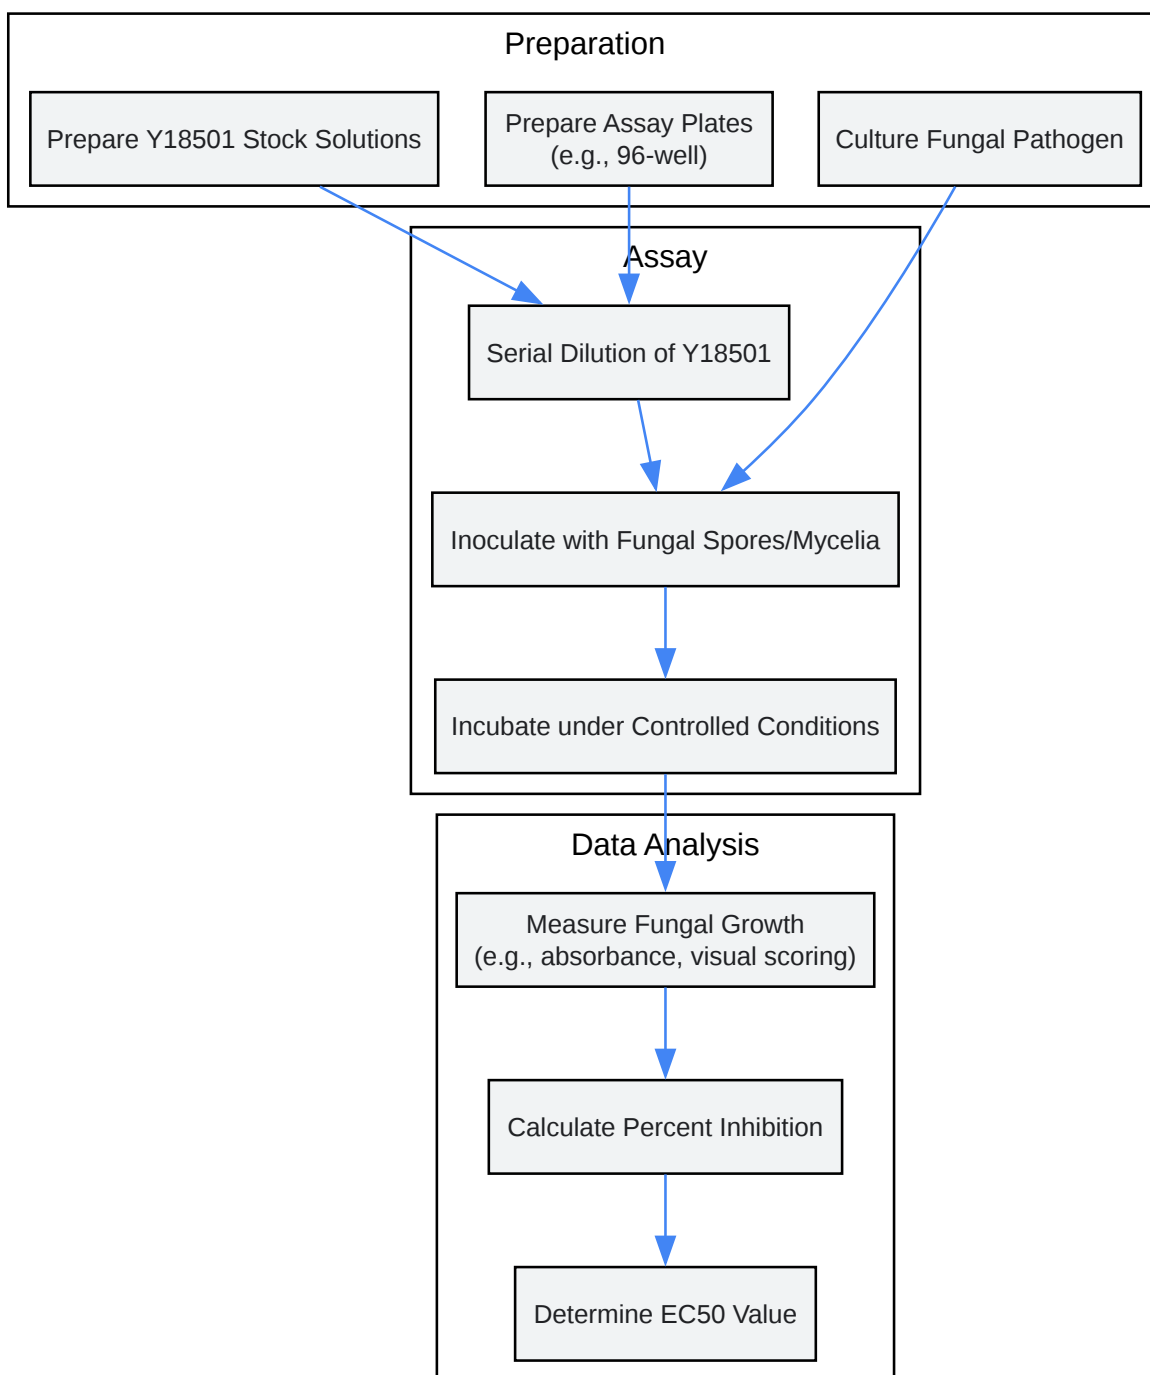 Preparation
Prepare Y18501 Stock Solutions
Prepare Assay Plates
(e.g., 96-well)
Culture Fungal Pathogen
Assay
Serial Dilution of Y18501
Inoculate with Fungal Spores/Mycelia
Incubate under Controlled Conditions
Data Analysis
Measure Fungal Growth
(e.g., absorbance, visual scoring)
Calculate Percent Inhibition
Determine EC50 Value